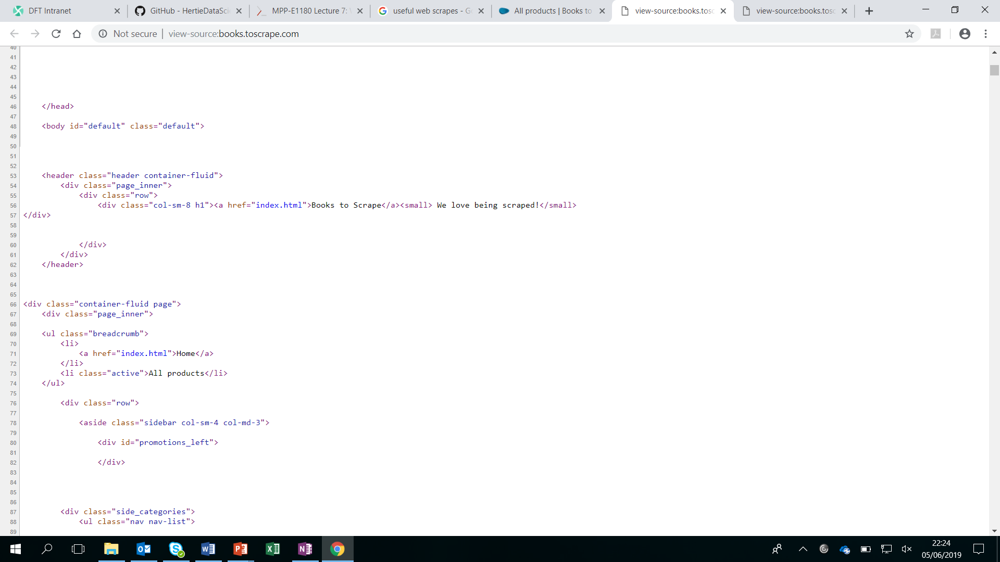 DFT Intranet
GitHub - HertieDataSci
MPP-E1180 Lecture 7: W
useful web scrapes - Go
All products | Books to
view-source:books.tosc
view-source:books.tosc
Not secure | view-source:books.toscrape.com
40
41
42
43
44
45
46 </head>
47
48 <body id="default" class="default">
49
50
51
52
53 <header class="header container-fluid">
54 <div class="page_inner">
55 <div class="row">
56 <div class="col-sm-8 h1"><a href="index.html">Books to Scrape</a><small> We love being scraped!</small>
57 </div>
58
59
60 </div>
61 </div>
62 </header>
63
64
65
66 <div class="container-fluid page">
67 <div class="page_inner">
68
69 <ul class="breadcrumb">
70 <li>
71 <a href="index.html">Home</a>
72 </li>
73 <li class="active">All products</li>
74 </ul>
75
76 <div class="row">
77
78 <aside class="sidebar col-sm-4 col-md-3">
79
80 <div id="promotions_left">
81
82 </div>
83
84
85
86
87 <div class="side_categories">
88 <ul class="nav nav-list">
89
22:24
05/06/2019